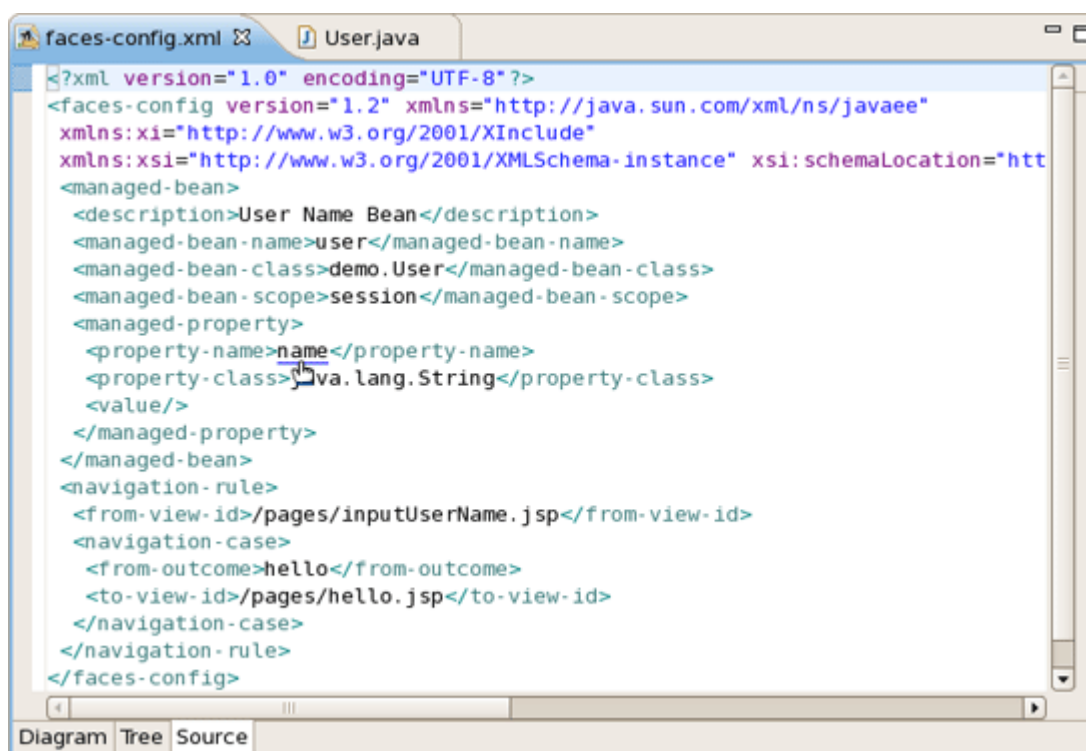 faces-config.xml User.java
<?xml version="1.0" encoding="UTF-8"?>
<faces-config version="1.2" xmlns="http://java.sun.com/xml/ns/javaee"
xmlns:xi="http://www.w3.org/2001/XInclude"
xmlns:xsi="http://www.w3.org/2001/XMLSchema-instance" xsi:schemaLocation="htt
<managed-bean>
<description>User Name Bean</description>
<managed-bean-name>user</managed-bean-name>
<managed-bean-class>demo.User</managed-bean-class>
<managed-bean-scope>session</managed-bean-scope>
<managed-property>
<property-name>name</property-name>
<property-class>java.lang.String</property-class>
<value/>
</managed-property>
</managed-bean>
<navigation-rule>
<from-view-id>/pages/inputUserName.jsp</from-view-id>
<navigation-case>
<from-outcome>hello</from-outcome>
<to-view-id>/pages/hello.jsp</to-view-id>
</navigation-case>
</navigation-rule>
</faces-config>
Diagram Tree Source